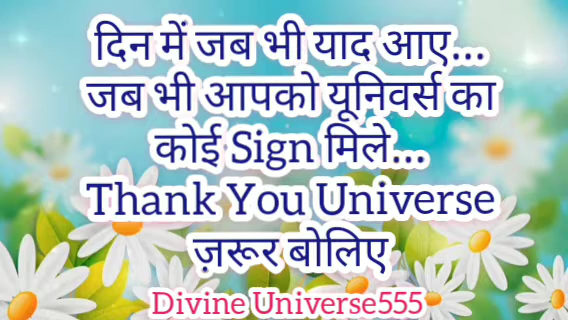 दिन में जब भी याद आए...
जब भी आपको यूनिवर्स का
कोई Sign मिले...
Thank You Universe
ज़रूर बोलिए
Divine Universe555